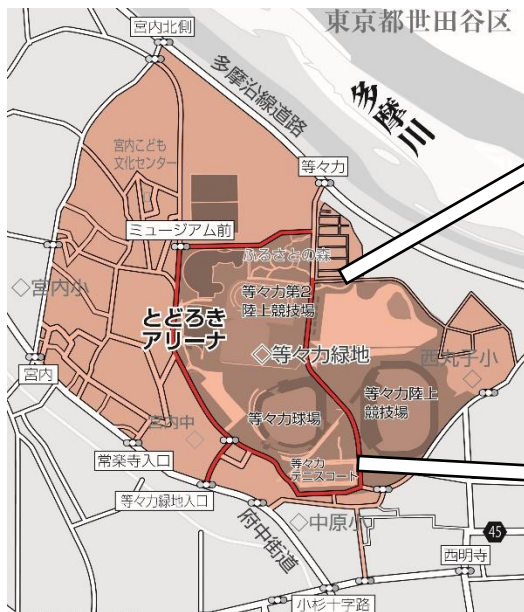 東京都世田谷区
宮内北側
多摩川
多摩沿線道路
宮内こども
文化センター
等々力
ミュージアム前
ふるさとの森
◇宮内小
等々力第2
陸上競技場
とどろき
アリーナ
◇等々力緑地
西丸子小
宮内
等々力陸上
競技場
等々力球場
宮内中
常楽寺入口
等々力
テニスコート
等々力緑地入口
府中街道
◇中原小
45
西明寺
小杉十字路